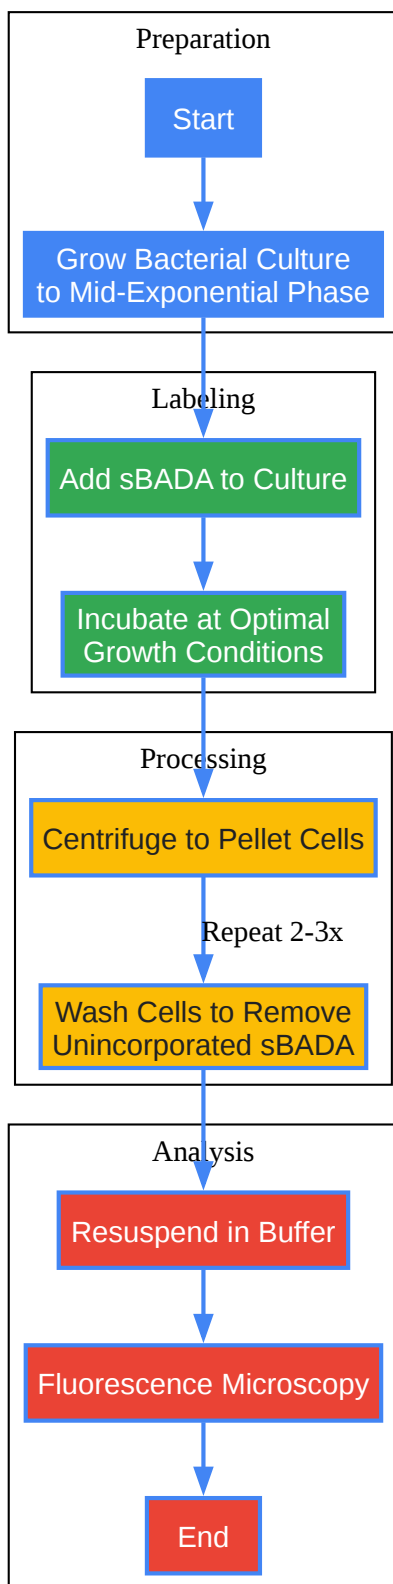 Preparation
Start
Grow Bacterial Culture
to Mid-Exponential Phase
Labeling
Add sBADA to Culture
Incubate at Optimal
Growth Conditions
Processing
Centrifuge to Pellet Cells
Repeat 2-3x
Wash Cells to Remove
Unincorporated sBADA
Analysis
Resuspend in Buffer
Fluorescence Microscopy
End